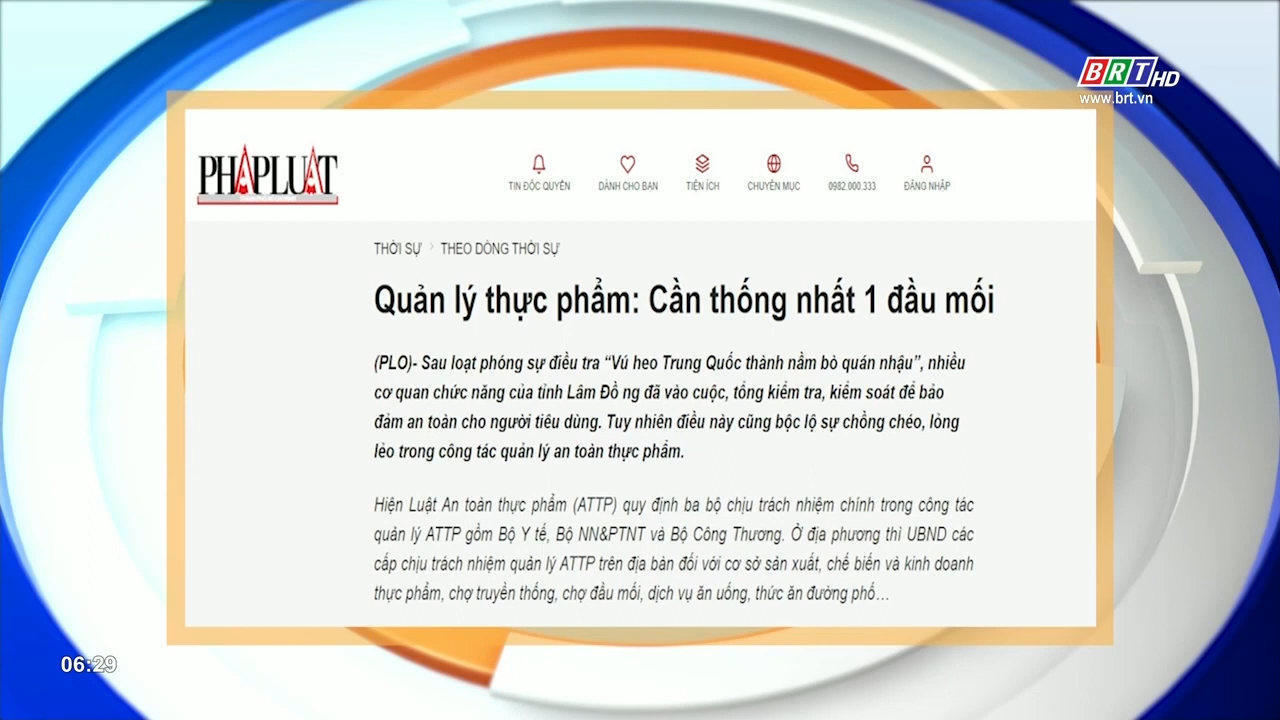 BRT HD
www.brt.vn
PHÁPLUẬT
TIN ĐỘC QUYỀN
DÀNH CHO BẠN
TIỆN ÍCH
CHUYÊN MỤC
0982.000.333
ĐĂNG NHẬP
THỜI SỰ › THEO DÒNG THỜI SỰ
Quản lý thực phẩm: Cần thống nhất 1 đầu mối
(PLO)- Sau loạt phóng sự điều tra “Vú heo Trung Quốc thành nầm bò quán nhậu”, nhiều
cơ quan chức năng của tỉnh Lâm Đồ ng đã vào cuộc, tổng kiểm tra, kiểm soát để bảo
đảm an toàn cho người tiêu dùng. Tuy nhiên điều này cũng bộc lộ sự chồng chéo, lỏng
lẻo trong công tác quản lý an toàn thực phẩm.
Hiện Luật An toàn thực phẩm (ATTP) quy định ba bộ chịu trách nhiệm chính trong công tác
quản lý ATTP gồm Bộ Y tế, Bộ NN&PTNT và Bộ Công Thương. Ở địa phương thì UBND các
cấp chịu trách nhiệm quản lý ATTP trên địa bàn đối với cơ sở sản xuất, chế biến và kinh doanh
thực phẩm, chợ truyền thống, chợ đầu mối, dịch vụ ăn uống, thức ăn đường phố…
06:29